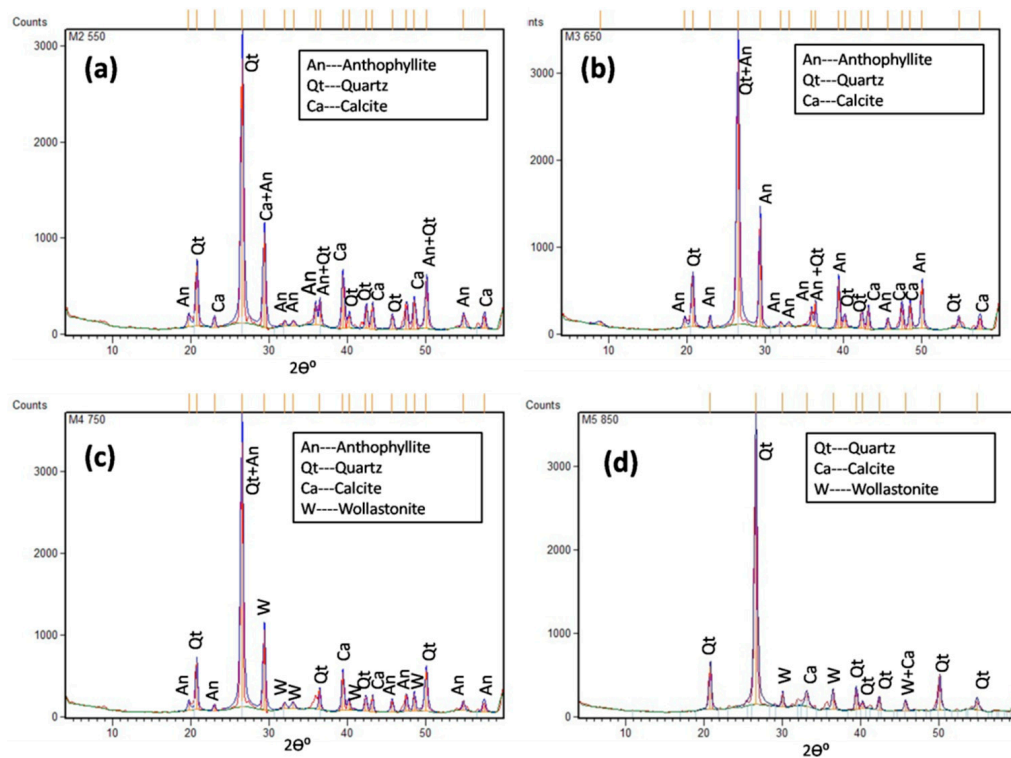 Counts
M2 550
(a)
An---Anthophyllite
Qt---Quartz
Ca---Calcite
3000
2000
1000
0
An
Qt
Ca
Qt
Ca+An
An
An
An
An+Qt
Ca
Qt
Qt
Ca
Qt
Ca
An+Qt
An
Ca
10 20 30 40 50
2Θº
unts
M3 650
(b)
An---Anthophyllite
Qt---Quartz
Ca---Calcite
3000
2000
1000
0
An
Qt
An
Qt+An
An
An
An
An
An +Qt
An
Qt
Qt
Ca
An
Ca
Ca
An
Qt
Ca
10 20 30 40 50
Counts
M4 750
(c)
An---Anthophyllite
Qt---Quartz
Ca---Calcite
W----Wollastonite
3000
2000
1000
0
An
Qt
An
Qt+An
W
W
W
Qt
Ca
W
Qt
Ca
An
An
W
Qt
An
An
10 20 30 40 50
2Θº
Counts
M5 850
(d)
Qt---Quartz
Ca---Calcite
W----Wollastonite
3000
2000
1000
0
Qt
Qt
W
Ca
W
Qt
Qt
Qt
W+Ca
Qt
Qt
10 20 30 40 50
2Θº